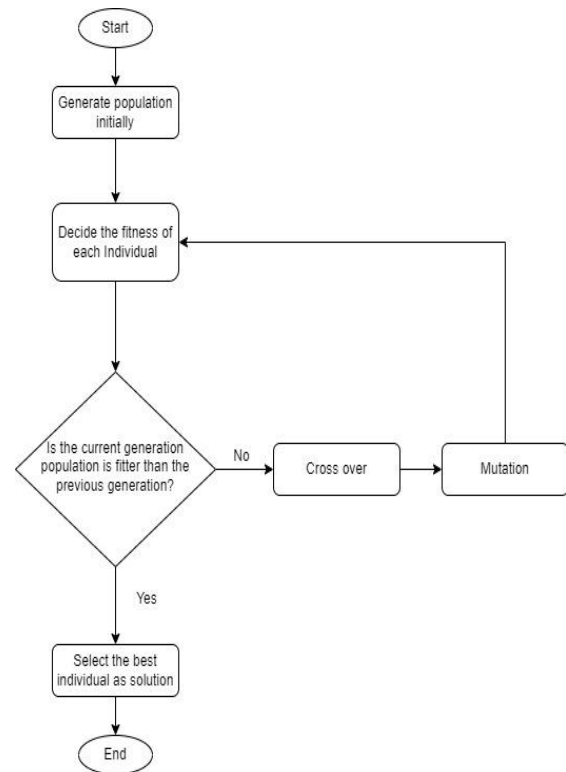 Start
Generate population
initially
Decide the fitness of
each Individual
Is the current generation
population is fitter than the
previous generation?
No
Cross over
Mutation
Yes
Select the best
individual as solution
End